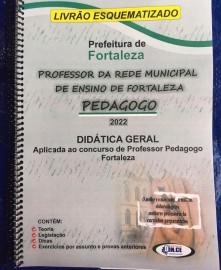 LIVRÃO ESQUEMATIZADO
Prefeitura de
Fortaleza
PROFESSOR DA REDE MUNICIPAL
DE ENSINO DE FORTALEZA
PEDAGOGO
2022
DIDÁTICA GERAL
Aplicada ao concurso de Professor Pedagogo
Fortaleza
CONTÉM:
Teoria
Legislação
Dicas
Exercícios por assunto e provas anteriores